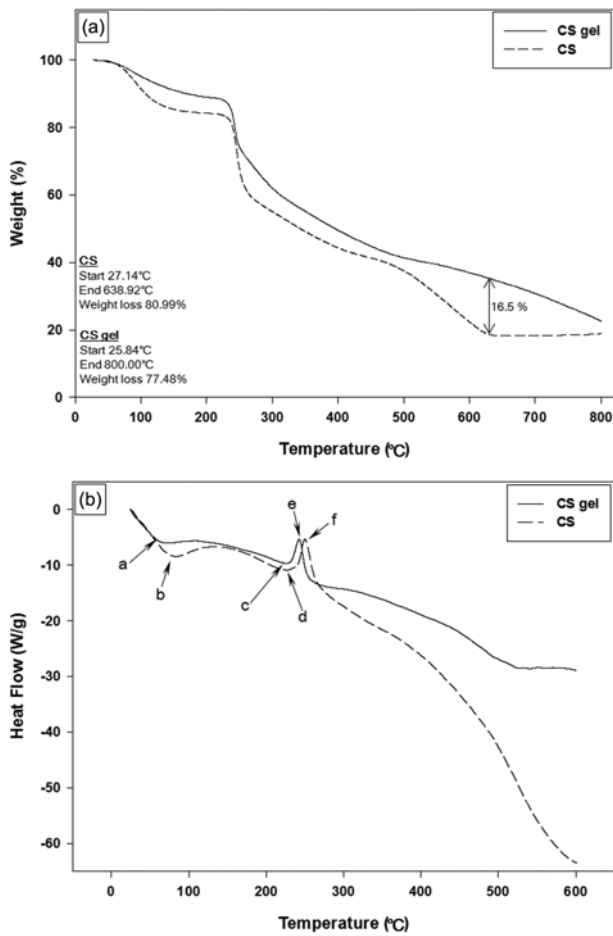 (a)
CS gel
CS
100
80
60
40
20
0
Weight (%)
CS
Start 27.14°C
End 638.92°C
Weight loss 80.99%
CS gel
Start 25.84°C
End 800.00°C
Weight loss 77.48%
16.5 %
0 100 200 300 400 500 600 700 800
Temperature (°C)
(b)
CS gel
CS
e
f
a
b
c
d
0
-10
-20
-30
-40
-50
-60
Heat Flow (W/g)
0 100 200 300 400 500 600
Temperature (°C)